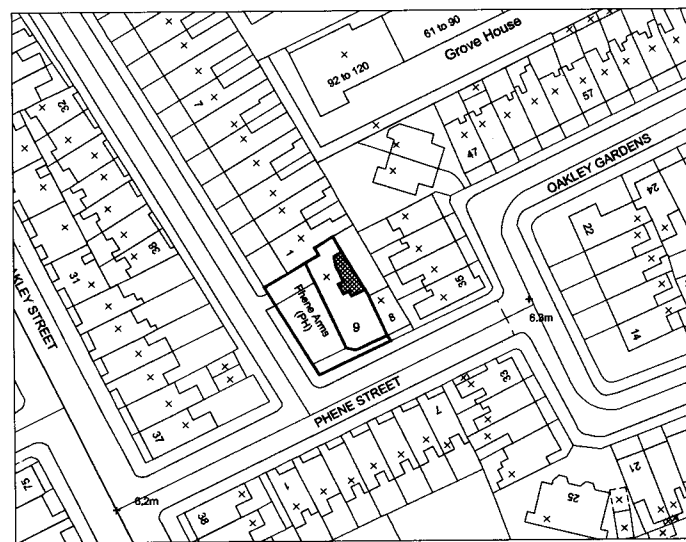 61 to 90
92 to 120
Grove House
57
47
OAKLEY GARDENS
24
22
14
32
7
38
31
OAKLEY STREET
37
1
Phene Arms
(PH)
9
8
36
6.3m
PHENE STREET
7
33
1
38
6.2m
75
25
21